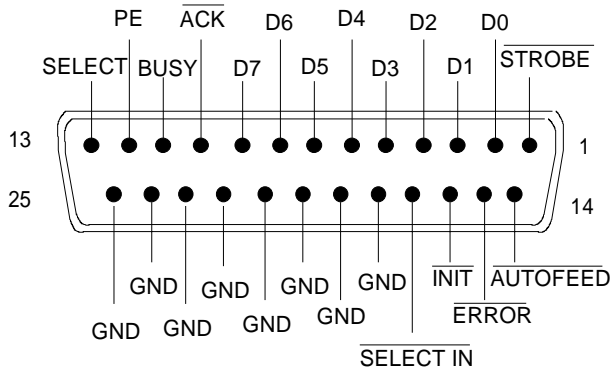 PE ACK D6 D4 D2 D0
SELECT BUSY D7 D5 D3 D1 STROBE
13 1
25 14
GND GND GND GND INIT AUTOFEED
GND GND GND GND ERROR
SELECT IN